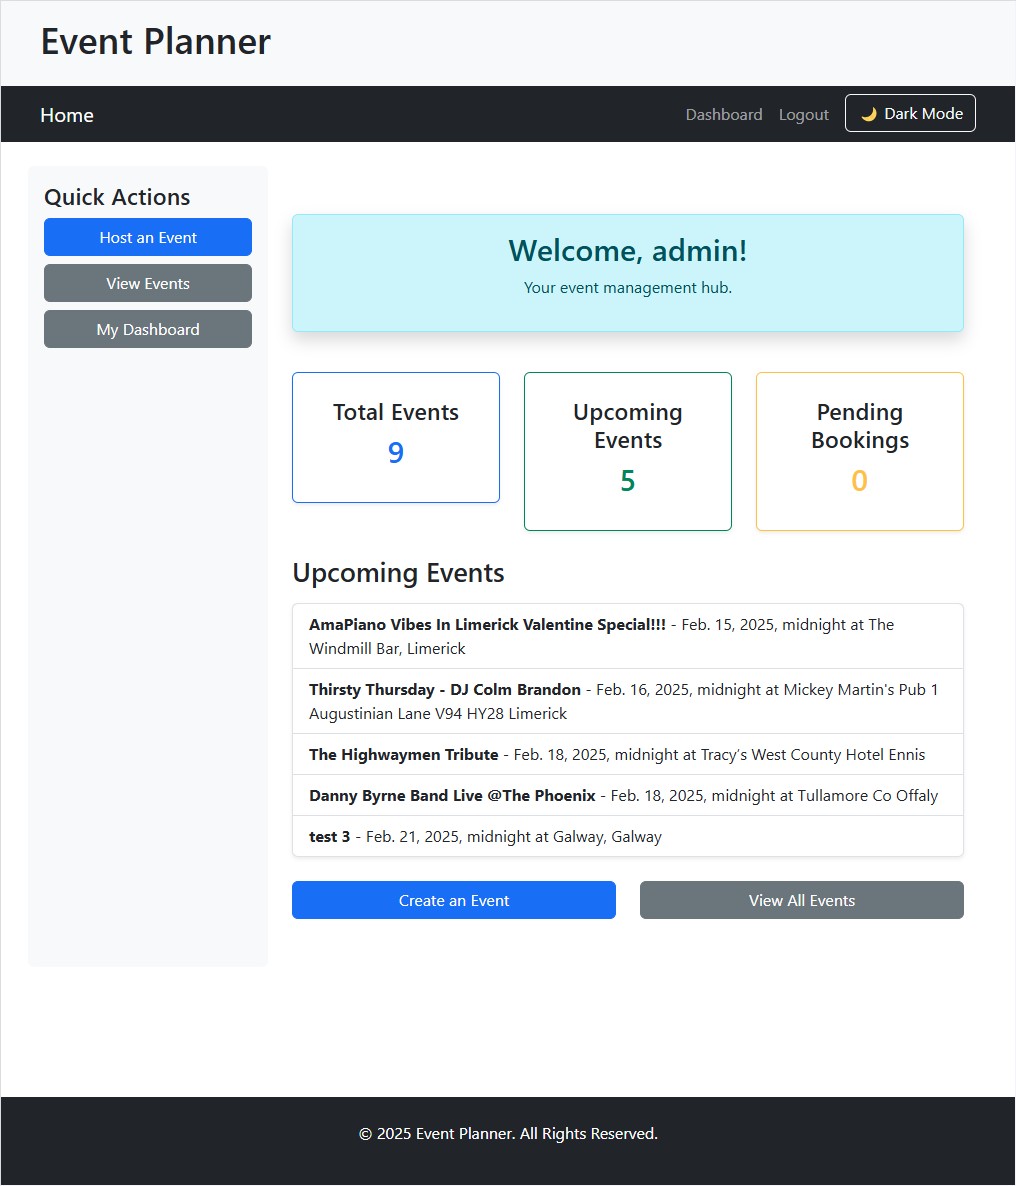 Event Planner
Home
Dashboard
Logout
🌙 Dark Mode
Quick Actions
Host an Event
View Events
My Dashboard
Welcome, admin!
Your event management hub.
Total Events
9
Upcoming
Events
5
Pending
Bookings
0
Upcoming Events
AmaPiano Vibes In Limerick Valentine Special!!! - Feb. 15, 2025, midnight at The
Windmill Bar, Limerick
Thirsty Thursday - DJ Colm Brandon - Feb. 16, 2025, midnight at Mickey Martin's Pub 1
Augustinian Lane V94 HY28 Limerick
The Highwaymen Tribute - Feb. 18, 2025, midnight at Tracy’s West County Hotel Ennis
Danny Byrne Band Live @The Phoenix - Feb. 18, 2025, midnight at Tullamore Co Offaly
test 3 - Feb. 21, 2025, midnight at Galway, Galway
Create an Event
View All Events
© 2025 Event Planner. All Rights Reserved.